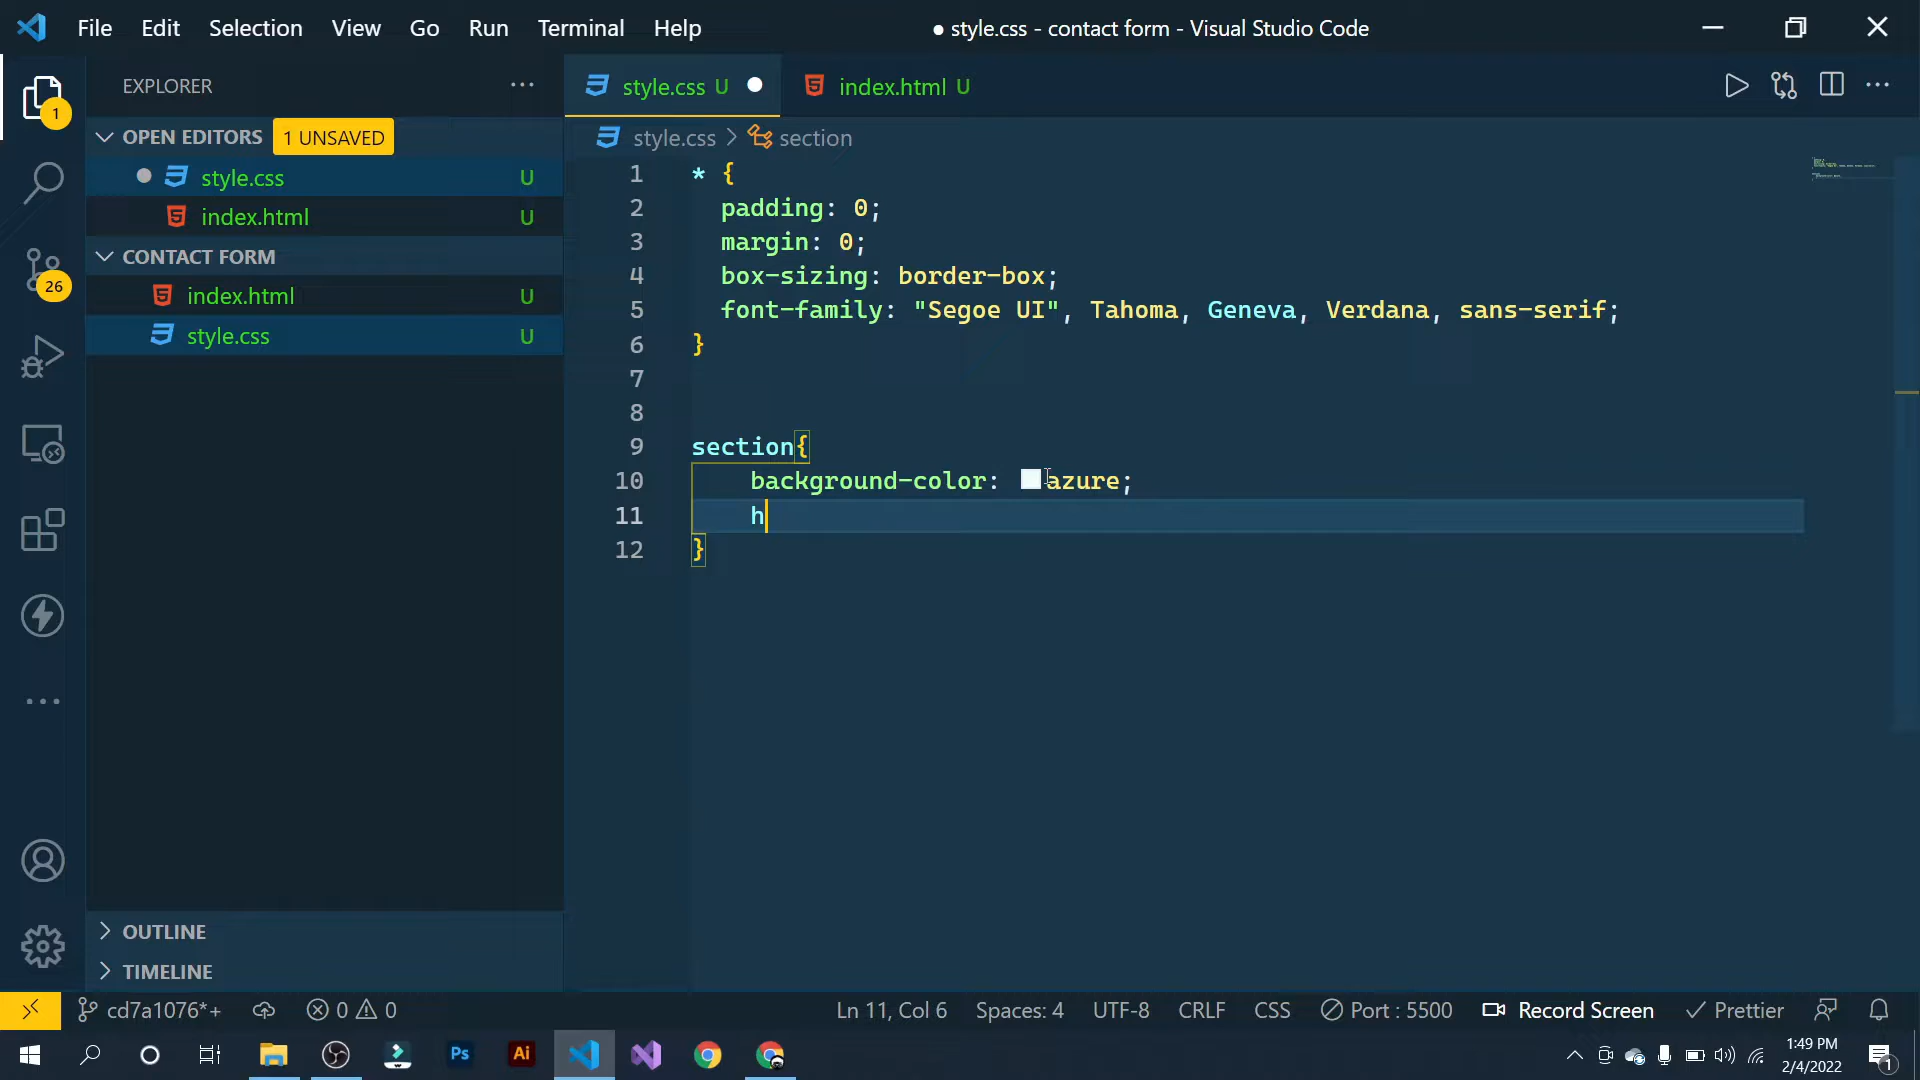 File Edit Selection View Go Run Terminal Help ● style.css - contact form - Visual Studio Code
EXPLORER
style.css U
index.html U
OPEN EDITORS 1 UNSAVED
style.css > section
style.css U
index.html U
CONTACT FORM
index.html U
style.css U
1 * {
2 padding: 0;
3 margin: 0;
4 box-sizing: border-box;
5 font-family: "Segoe UI", Tahoma, Geneva, Verdana, sans-serif;
6 }
7
8
9 section{
10 background-color: azure;
11 h
12 }
1
26
OUTLINE
TIMELINE
cd7a1076*+ 0 0 Ln 11, Col 6 Spaces: 4 UTF-8 CRLF CSS Port : 5500 Record Screen Prettier
Ps Ai
1:49 PM
2/4/2022
1